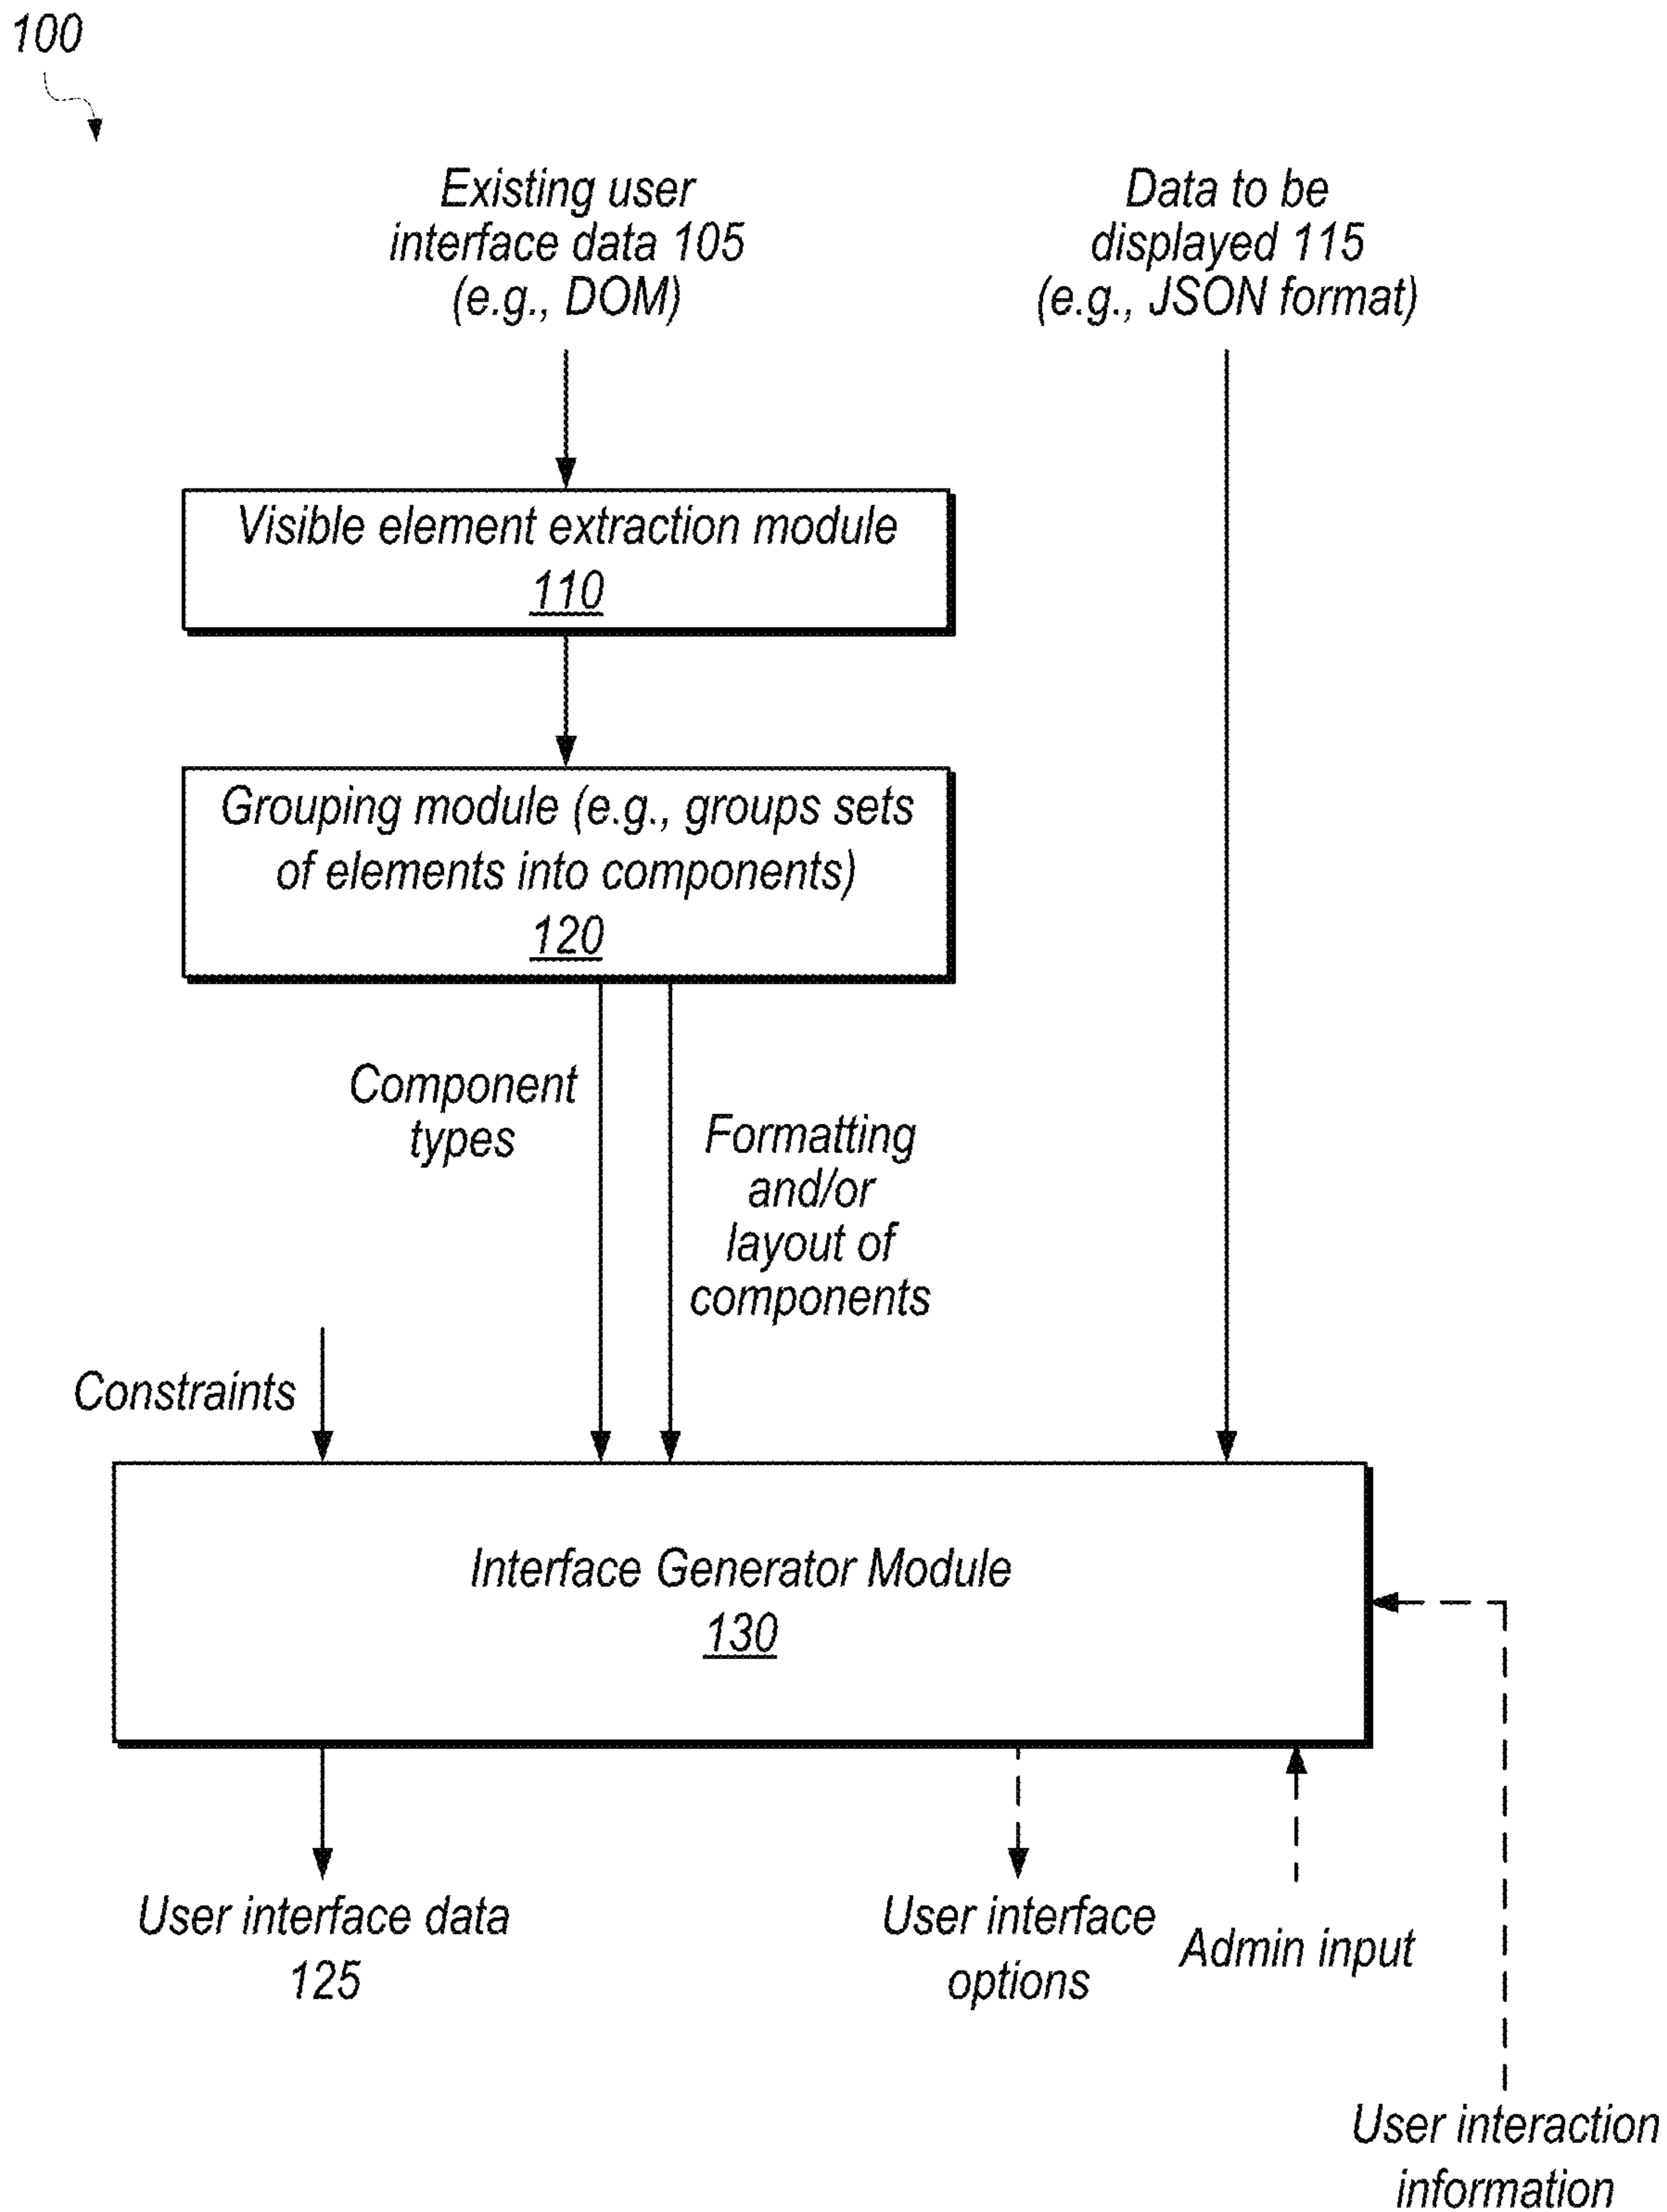 100
Existing user
interface data 105
(e.g., DOM)
Data to be
displayed 115
(e.g., JSON format)
Visible element extraction module
110
Grouping module (e.g., groups sets
of elements into components)
120
Component
types
Formatting
and/or
layout of
components
Constraints
Interface Generator Module
130
User interface data
125
User interface
options
Admin input
User interaction
information